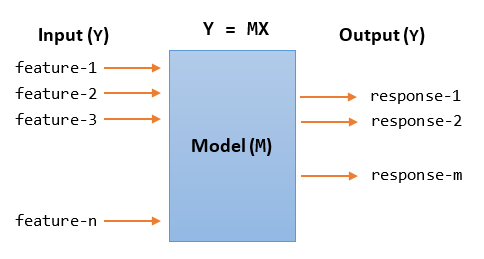 Input (Y)
Y = MX
Output (Y)
feature-1
feature-2
feature-3
feature-n
Model (M)
response-1
response-2
response-m